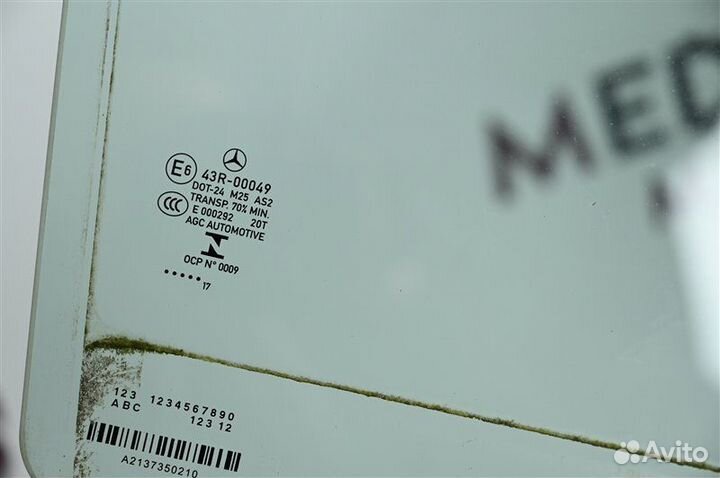 MED
E6 43R-00049
DOT-24 M25 AS2
CCC TRANSP. 70% MIN.
E 000292 20T
AGC AUTOMOTIVE
N
OCP N° 0009
..... 17
123 1234567890
ABC 123 12
A2137350210
Avito